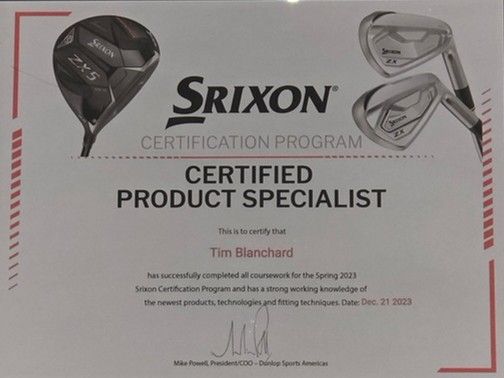 SRIXON
ZX5
SRIXON
ZX
SRIXON
CERTIFICATION PROGRAM
CERTIFIED
PRODUCT SPECIALIST
This is to certify that
Tim Blanchard
has successfully completed all coursework for the Spring 2023
Srixon Certification Program and has a strong working knowledge of
the newest products, technologies and fitting techniques. Date: Dec. 21 2023
Mike Powell, President/COO – Dunlop Sports Americas